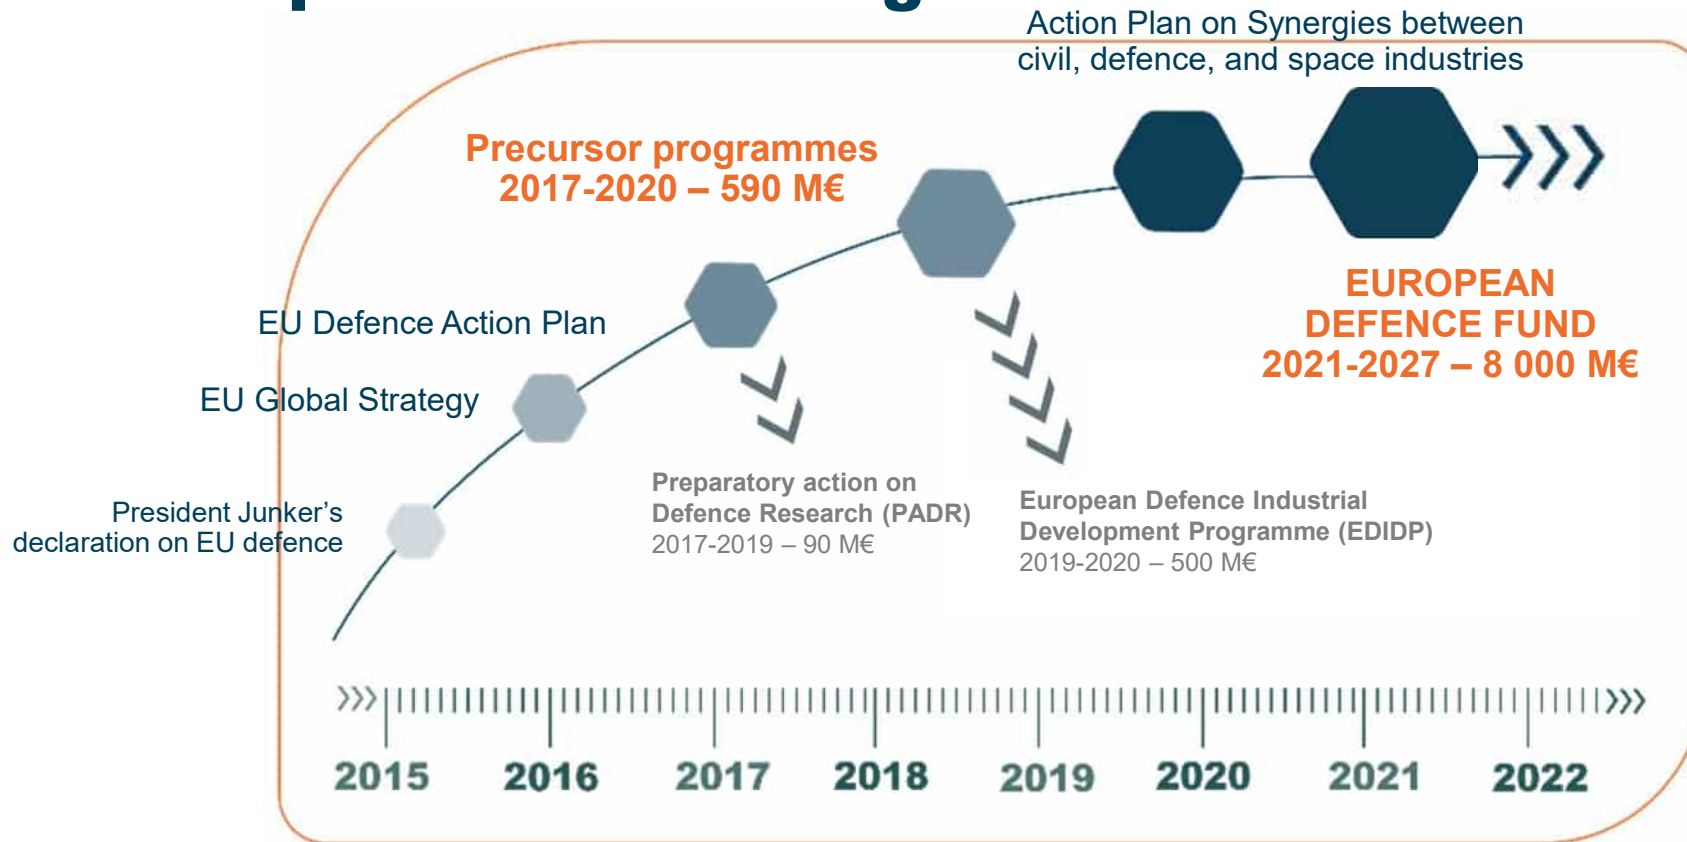 Action Plan on Synergies between
civil, defence, and space industries
Precursor programmes
2017-2020 – 590 M€
EUROPEAN
DEFENCE FUND
2021-2027 – 8 000 M€
EU Defence Action Plan
EU Global Strategy
President Junker’s
declaration on EU defence
Preparatory action on
Defence Research (PADR)
2017-2019 – 90 M€
European Defence Industrial
Development Programme (EDIDP)
2019-2020 – 500 M€
2015 2016 2017 2018 2019 2020 2021 2022